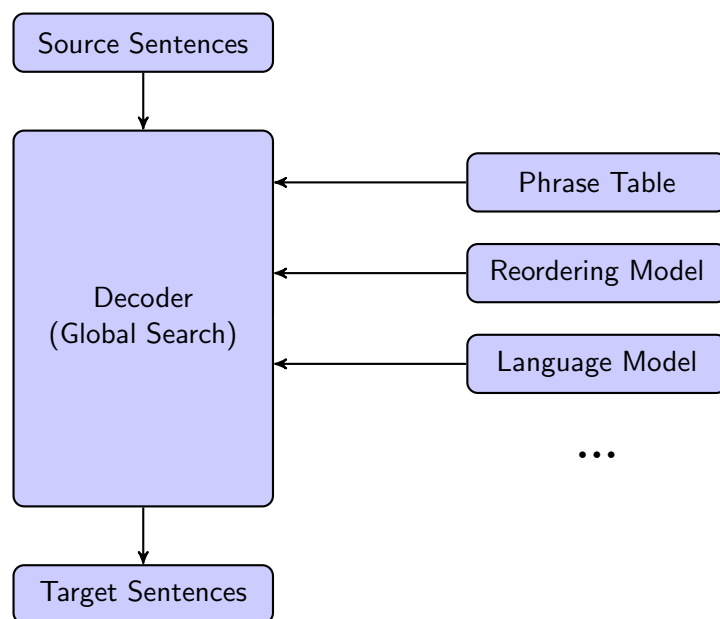 Source Sentences
Phrase Table
Reordering Model
Decoder
(Global Search)
Language Model
...
Target Sentences